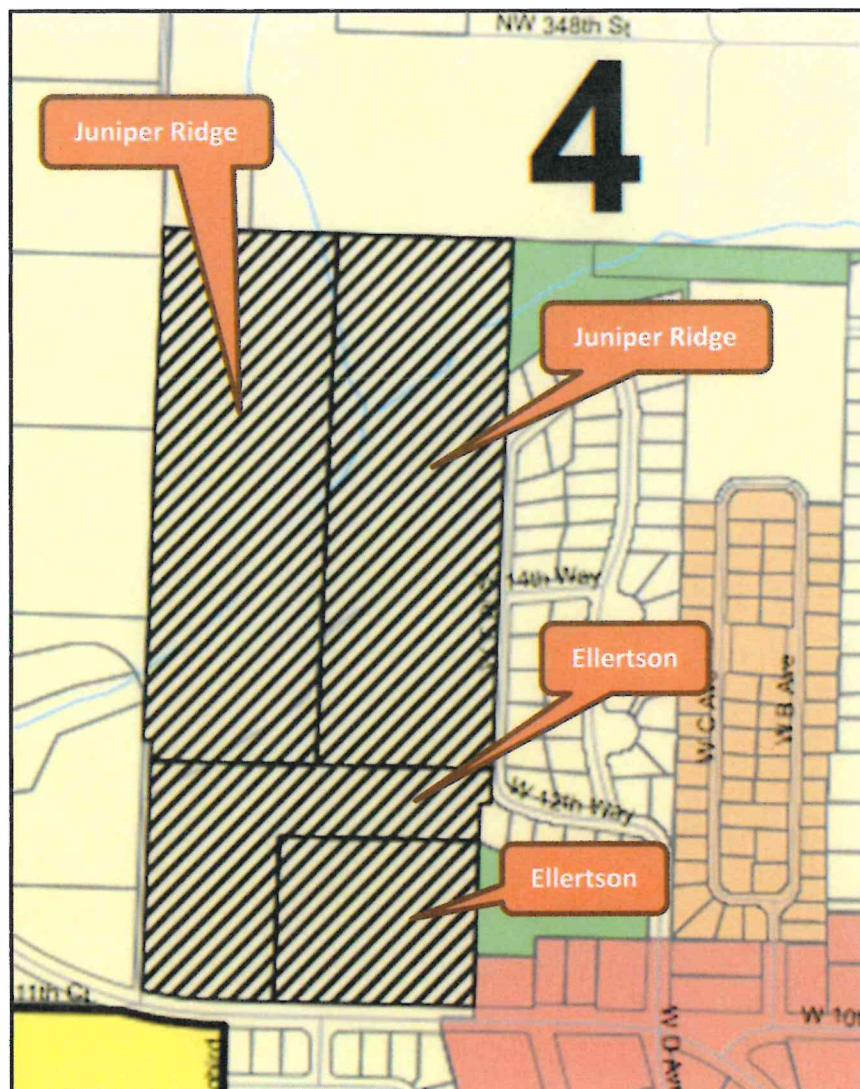 NW 348th St
4
Juniper Ridge
Juniper Ridge
14th Way
Ellertson
W C Ave
W B Ave
W 12th Way
Ellertson
11th Ct
W 10t
W D Ave